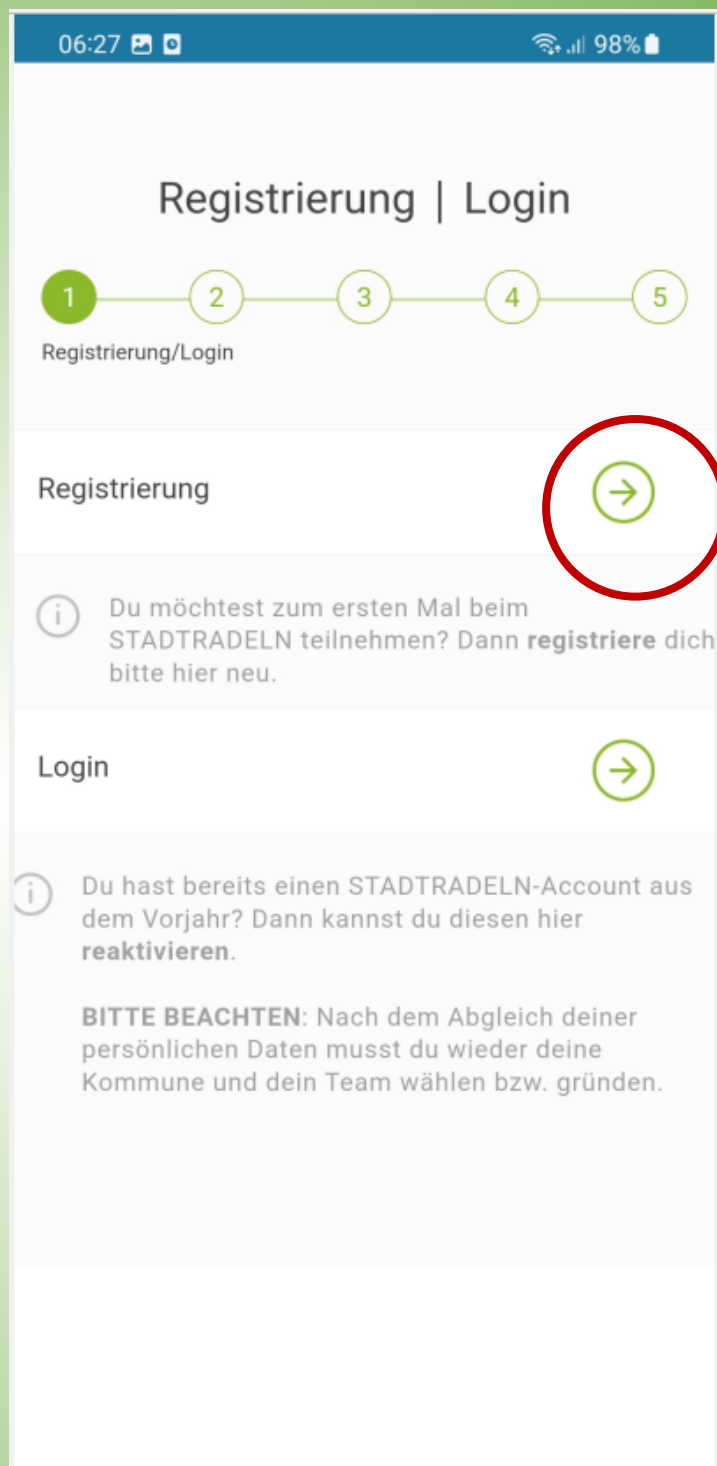 06:27 98%
Registrierung | Login
1 2 3 4 5
Registrierung/Login
Registrierung
Du möchtest zum ersten Mal beim
STADTRADELN teilnehmen? Dann registriere dich
bitte hier neu.
Login
Du hast bereits einen STADTRADELN-Account aus
dem Vorjahr? Dann kannst du diesen hier
reaktivieren.
BITTE BEACHTEN: Nach dem Abgleich deiner
persönlichen Daten musst du wieder deine
Kommune und dein Team wählen bzw. gründen.